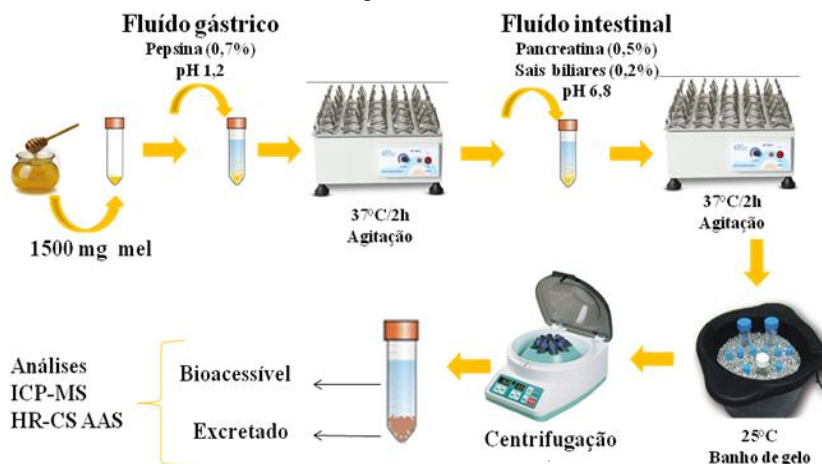 Fluído gástrico
Pepsina (0,7%)
pH 1,2
Fluído intestinal
Pancreatina (0,5%)
Sais biliares (0,2%)
pH 6,8
1500 mg mel
37°C/2h
Agitação
37°C/2h
Agitação
Análises
ICP-MS
HR-CS AAS
Bioacessível
Excretado
Centrifugação
25°C
Banho de gelo